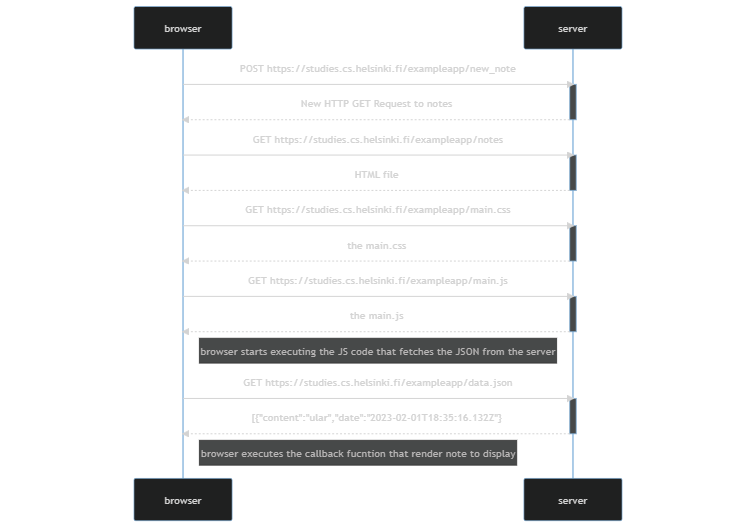 browser
server
POST https://studies.cs.helsinki.fi/exampleapp/new_note
New HTTP GET Request to notes
GET https://studies.cs.helsinki.fi/exampleapp/notes
HTML file
GET https://studies.cs.helsinki.fi/exampleapp/main.css
the main.css
GET https://studies.cs.helsinki.fi/exampleapp/main.js
the main.js
browser starts executing the JS code that fetches the JSON from the server
GET https://studies.cs.helsinki.fi/exampleapp/data.json
[{"content":"ular","date":"2023-02-01T18:35:16.132Z"}
browser executes the callback fucntion that render note to display
browser
server